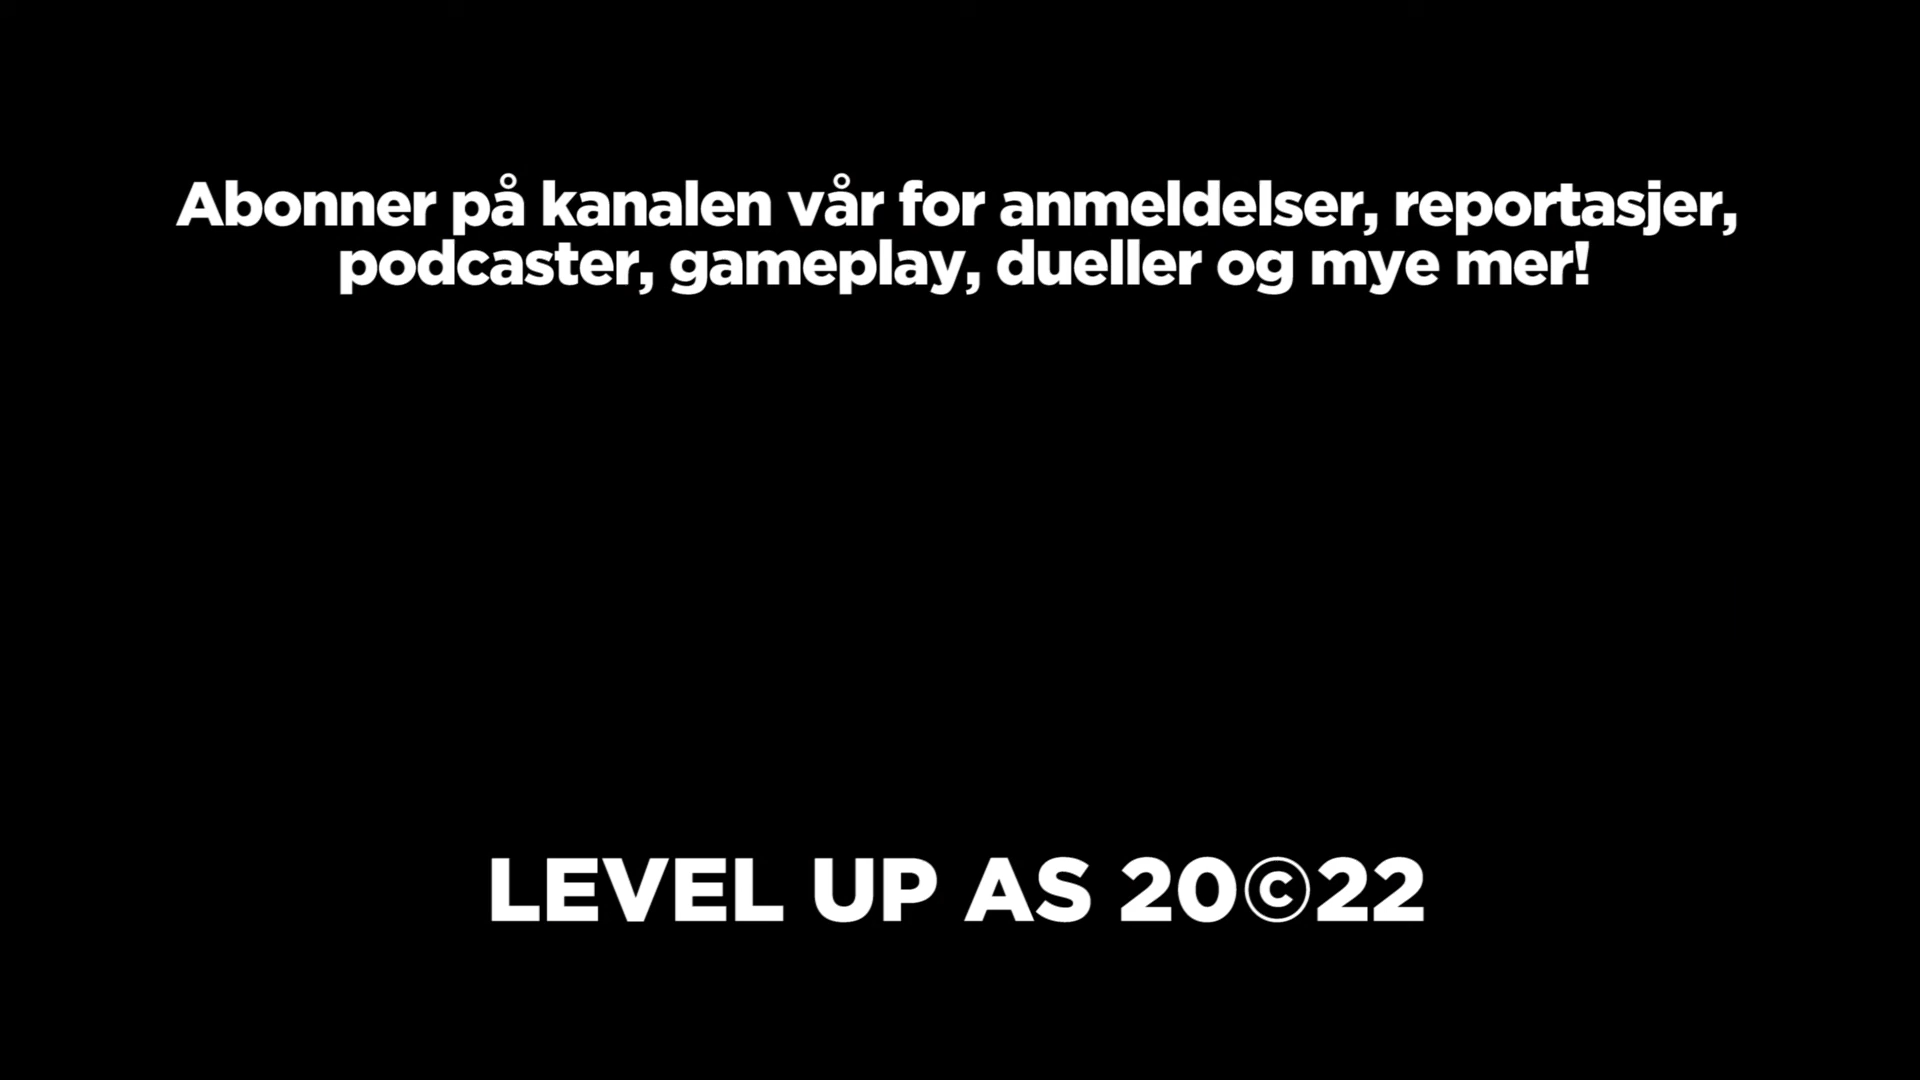 Abonner på kanalen vår for anmeldelser, reportasjer,
podcaster, gameplay, dueller og mye mer!
LEVEL UP AS 20©22